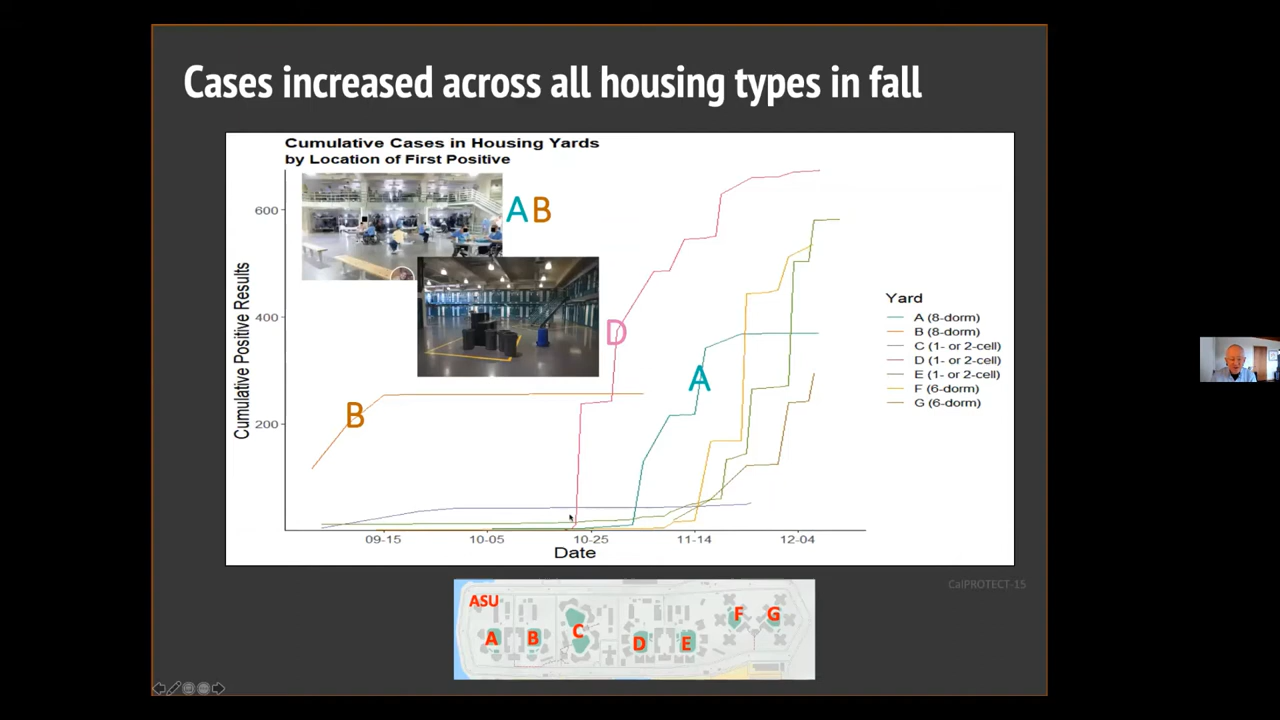 Cases increased across all housing types in fall
Cumulative Cases in Housing Yards
by Location of First Positive
A B
D
A
B
Cumulative Positive Results
600
400
200
09-15
10-05
10-25
11-14
12-04
Date
Yard
A (8-dorm)
B (8-dorm)
C (1- or 2-cell)
D (1- or 2-cell)
E (1- or 2-cell)
F (6-dorm)
G (6-dorm)
CalPROTECT-15
ASU
A
B
C
D
E
F
G